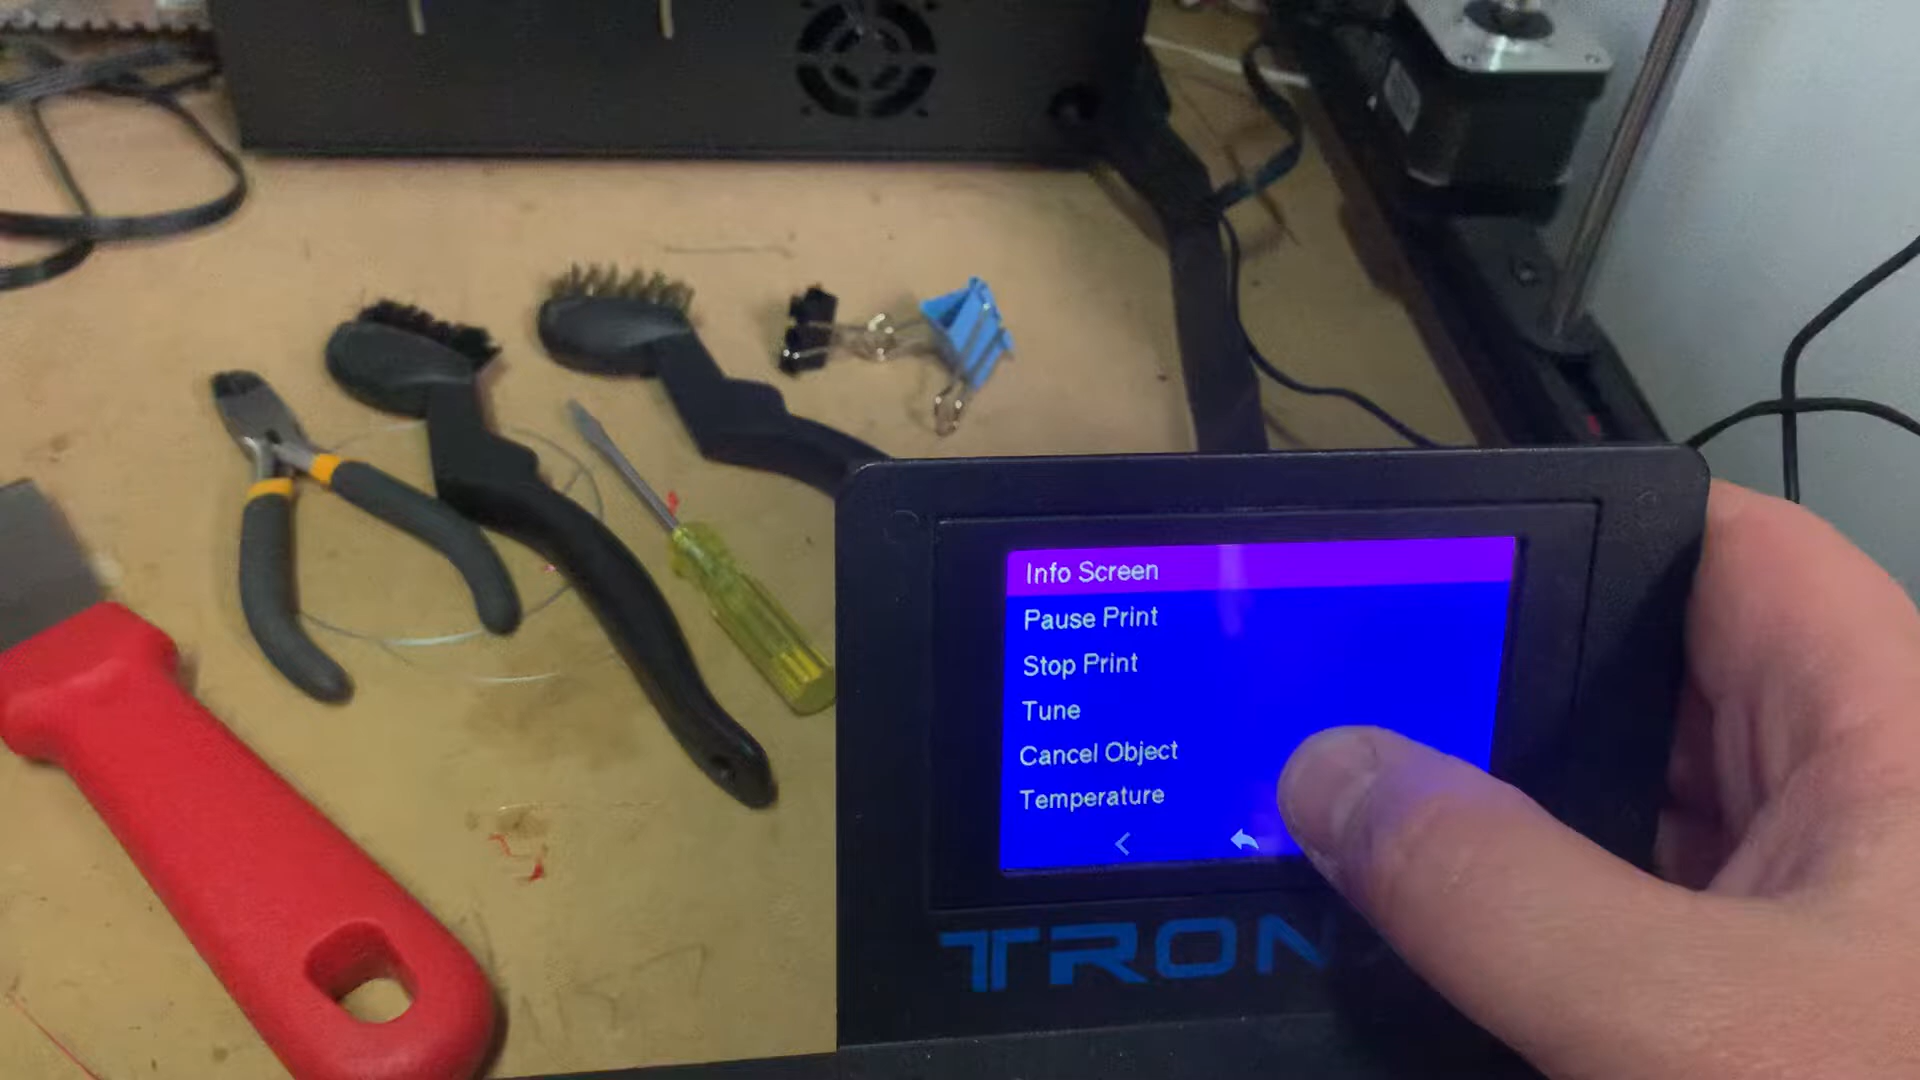 Info Screen
Pause Print
Stop Print
Tune
Cancel Object
Temperature
TRON